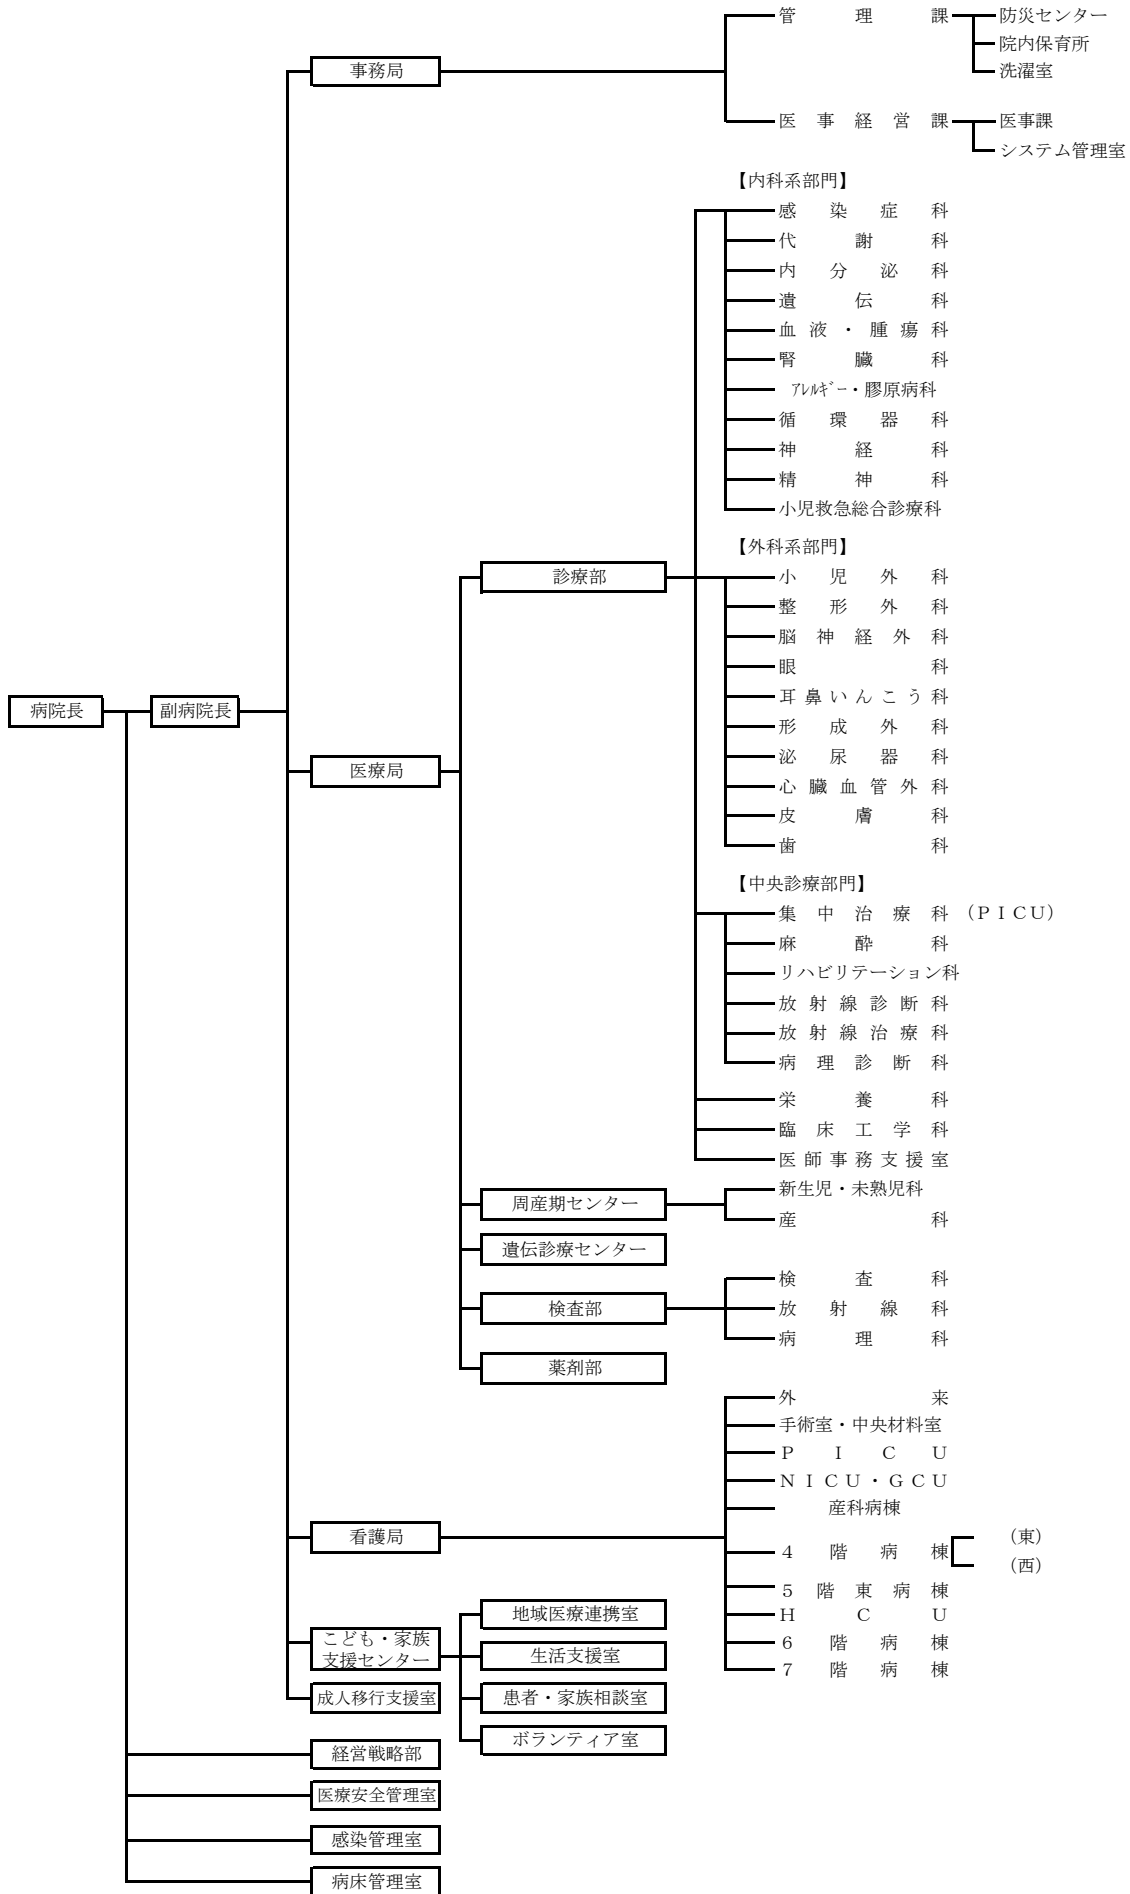 管理課
防災センター
院内保育所
事務局
洗濯室
医事経営課
医事課
システム管理室
【内科系部門】
感染症科
代謝科
内分泌科
遺伝科
血液・腫瘍科
腎臓科
ｱﾚﾙｷﾞｰ・膠原病科
循環器科
神経科
精神科
小児救急総合診療科
【外科系部門】
診療部
小児外科
整形外科
脳神経外科
眼科
耳鼻いんこう科
病院長
副病院長
形成外科
泌尿器科
医療局
心臓血管外科
皮膚科
歯科
【中央診療部門】
集中治療科（ＰＩＣＵ）
麻酔科
リハビリテーション科
放射線診断科
放射線治療科
病理診断科
栄養科
臨床工学科
医師事務支援室
周産期センター
新生児・未熟児科
産科
遺伝診療センター
検査科
検査部
放射線科
病理科
薬剤部
外来
手術室・中央材料室
ＰＩＣＵ
ＮＩＣＵ・ＧＣＵ
産科病棟
看護局
４階病棟
（東）
（西）
５階東病棟
ＨＣＵ
６階病棟
７階病棟
こども・家族
支援センター
地域医療連携室
生活支援室
患者・家族相談室
ボランティア室
成人移行支援室
経営戦略部
医療安全管理室
感染管理室
病床管理室